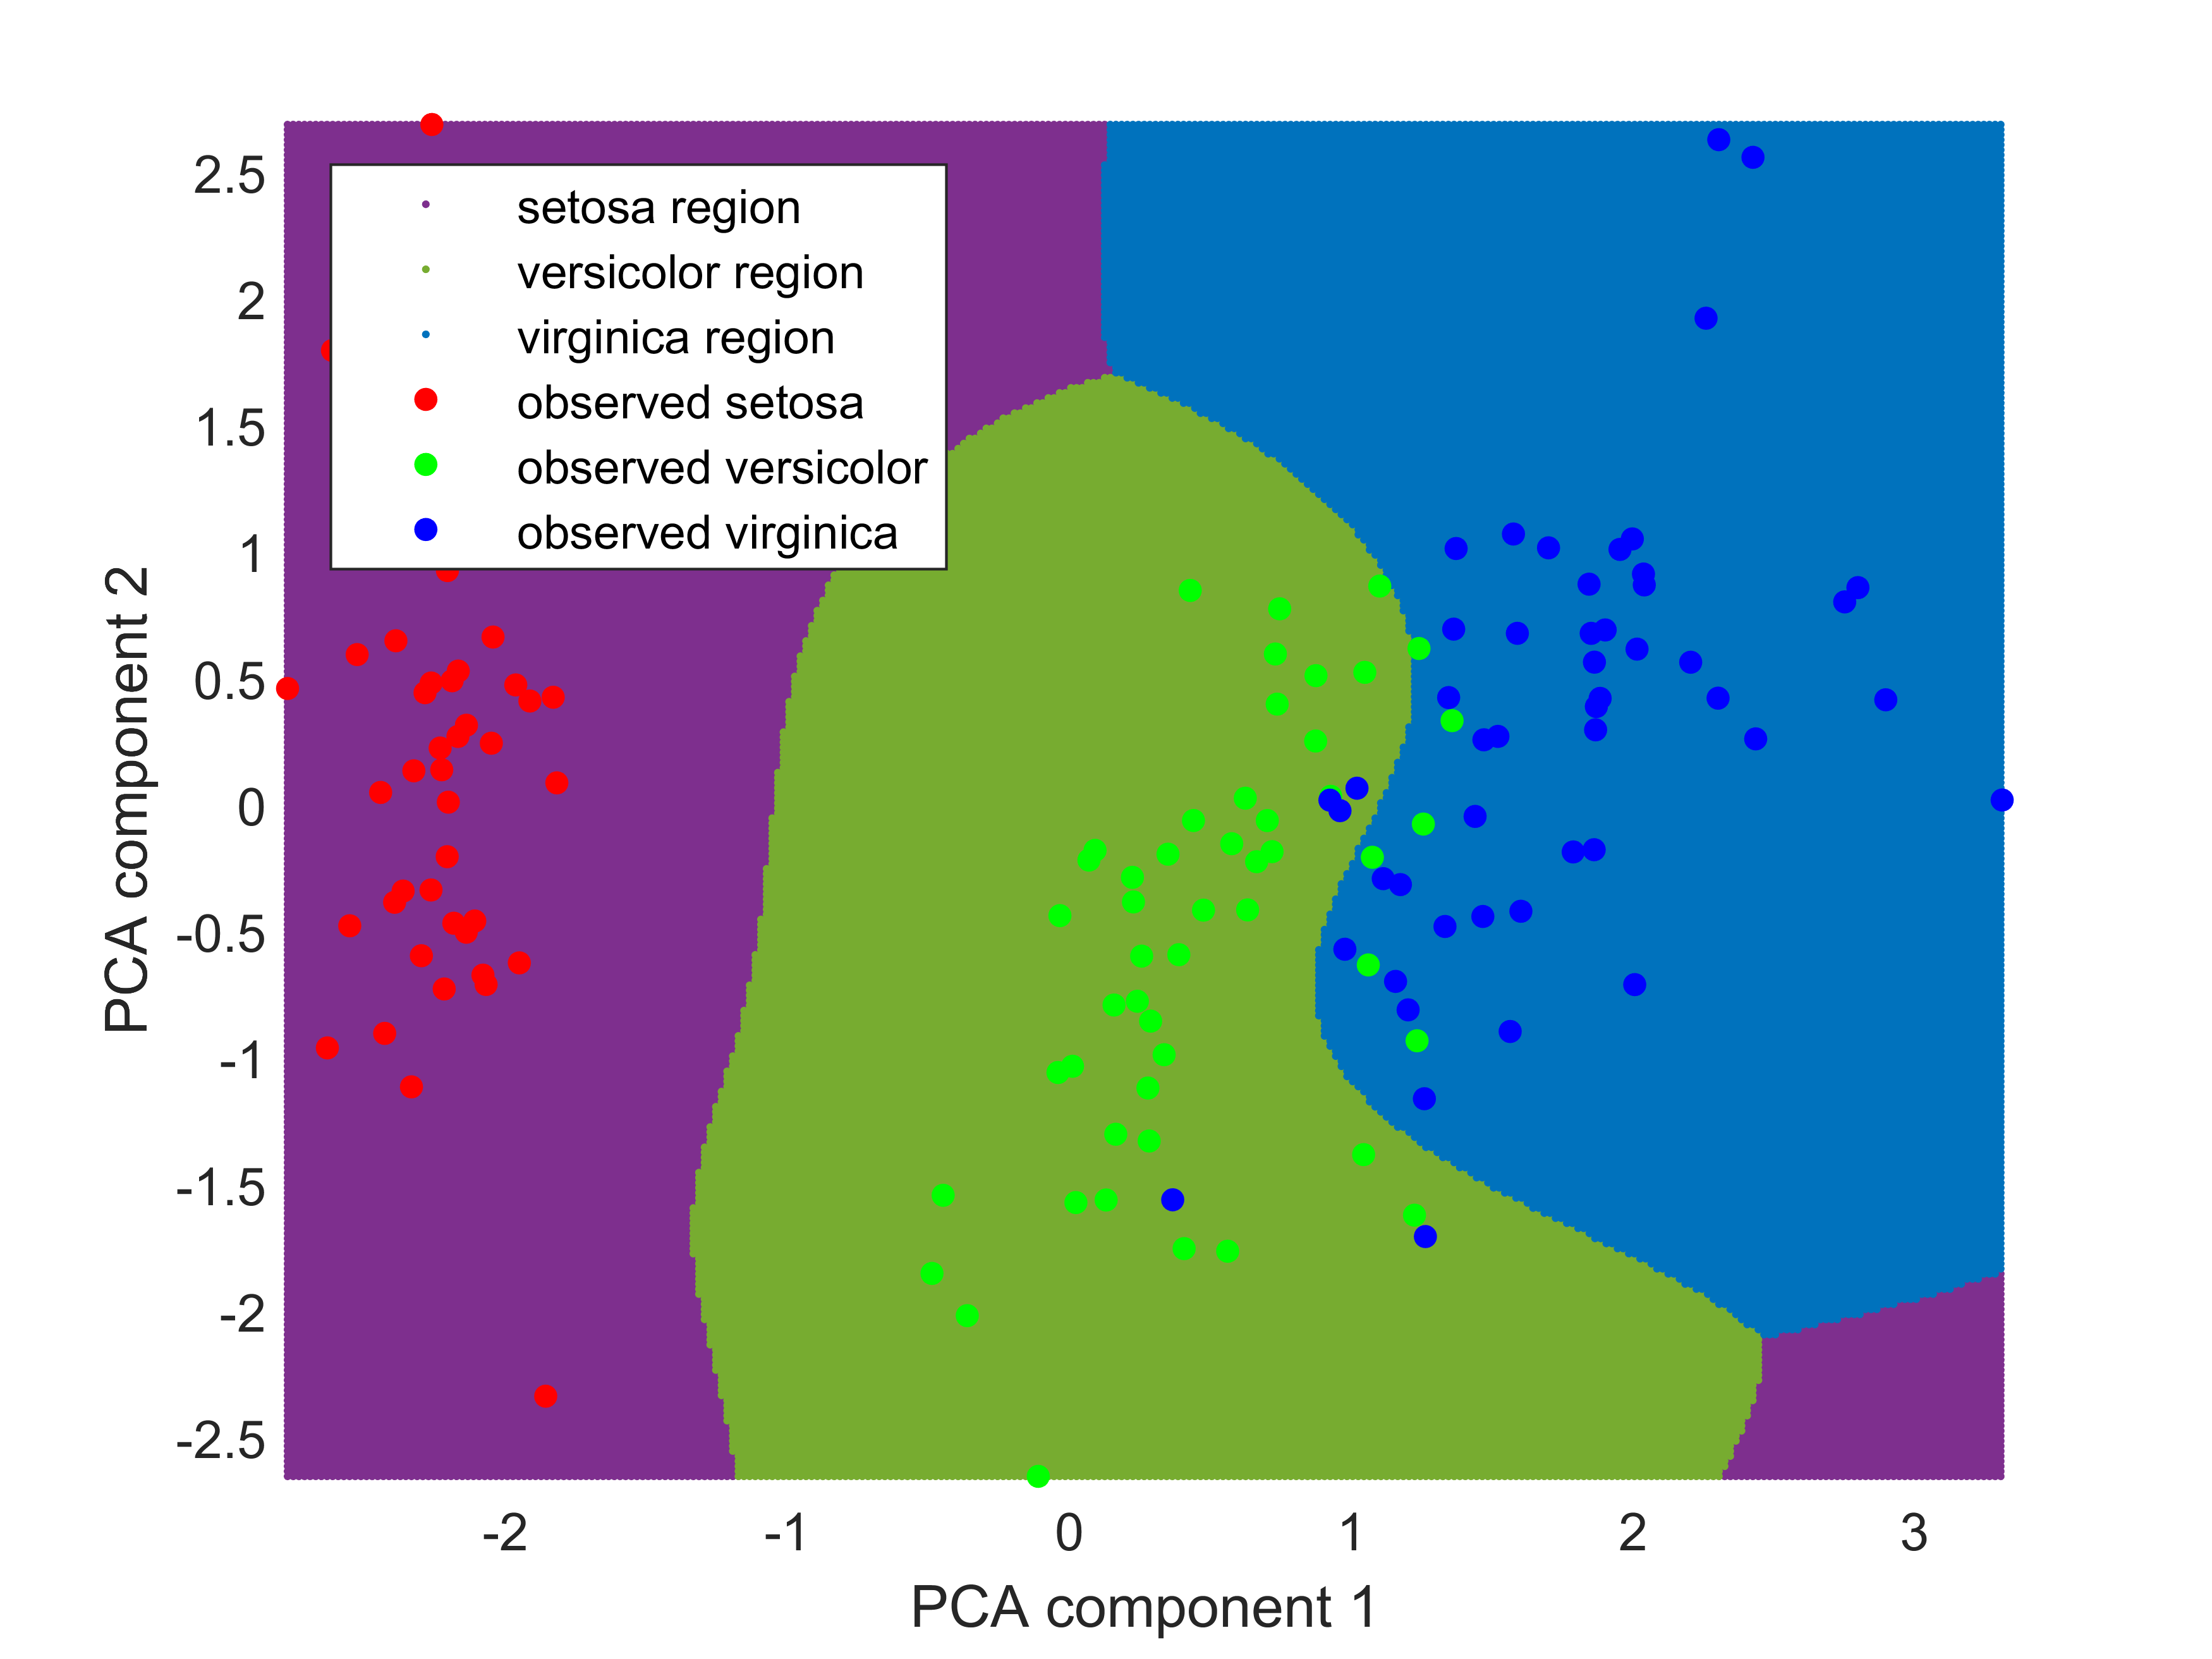 2.5
2
1.5
1
0.5
0
-0.5
-1
-1.5
-2
-2.5
PCA component 2
setosa region
versicolor region
virginica region
observed setosa
observed versicolor
observed virginica
-2 -1 0 1 2 3
PCA component 1